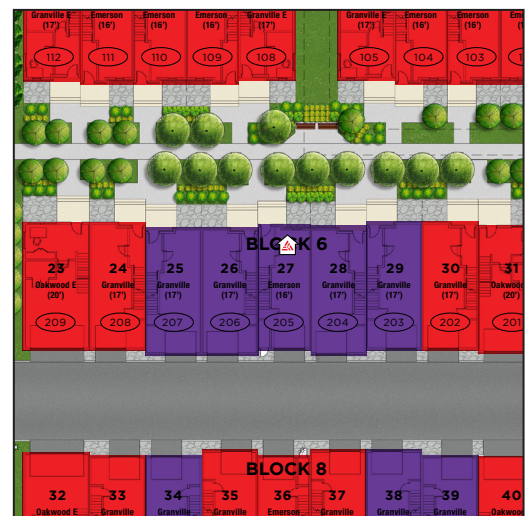 Granville E Emerson Emerson Emerson Granville E Granville E Emerson Emerson
(17') (16') (16') (16') (17') (17') (16') (16')
112 111 110 109 108 105 104 103
BLOCK 6
23 24 25 26 27 28 29 30 31
Oakwood E Granville Granville Granville Emerson Granville Granville Granville Oakwood
(20') (17') (17') (17') (16') (17') (17') (17') (20')
209 208 207 206 205 204 203 202 201
BLOCK 8
32 33 34 35 36 37 38 39 40
Oakwood E Granville Granville Granville Emerson Granville Granville Granville Oakwood